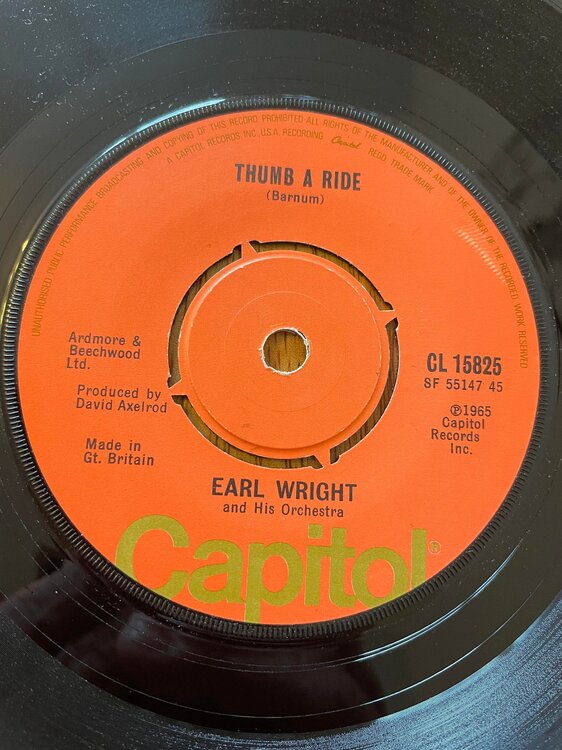 UNAUTHORISED PUBLIC PERFORMANCE BROADCASTING AND COPYING OF THIS RECORD PROHIBITED ALL RIGHTS OF THE MANUFACTURER AND OF THE OWNER OF THE RECORDED WORK RESERVED
A CAPITOL RECORDS INC., U.S.A. RECORDING Capitol REGD. TRADE MARK
THUMB A RIDE
(Barnum)
Ardmore &
Beechwood
Ltd.
Produced by
David Axelrod
Made in
Gt. Britain
CL 15825
SF 55147 45
℗1965
Capitol
Records
Inc.
EARL WRIGHT
and His Orchestra
Capitol®